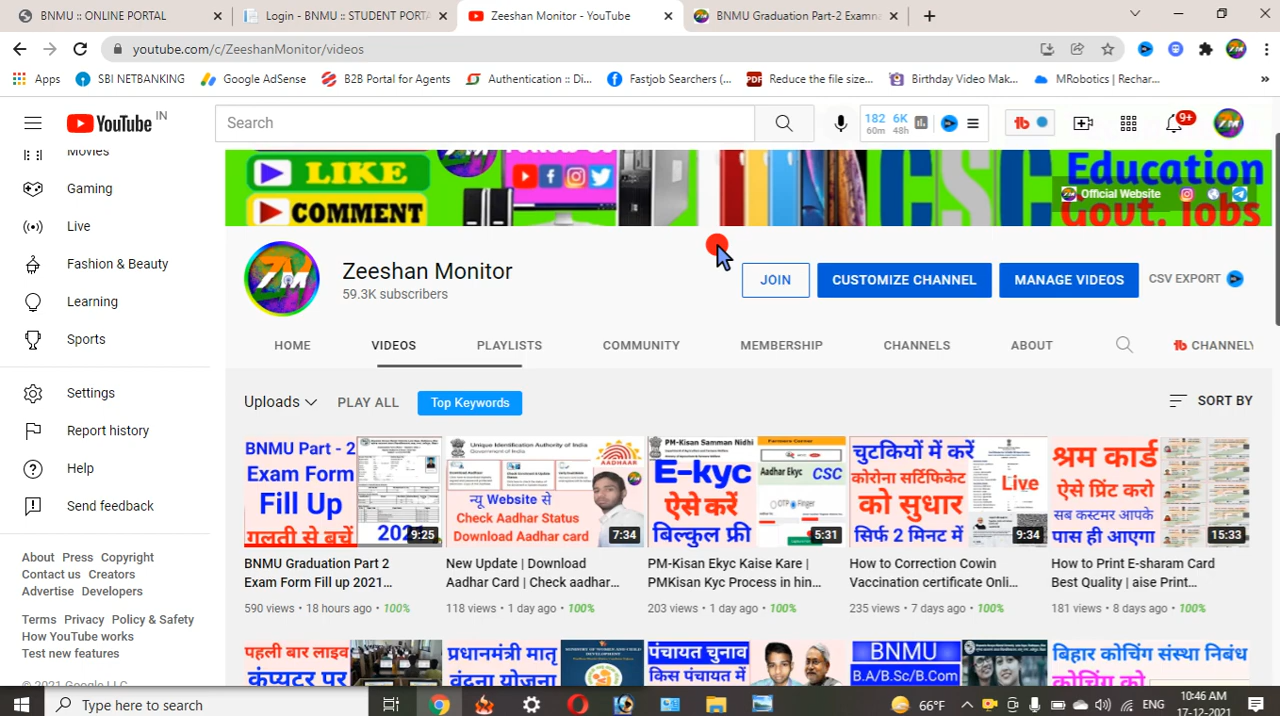 BNMU :: ONLINE PORTAL
Login - BNMU :: STUDENT PORTA
Zeeshan Monitor - YouTube
BNMU Graduation Part-2 Examna
youtube.com/c/ZeeshanMonitor/videos
Apps
SBI NETBANKING
Google AdSense
B2B Portal for Agents
Authentication :: Di...
Fastjob Searchers (...
PDF
Reduce the file size...
Birthday Video Mak...
MRobotics | Rechar...
»
YouTube IN
Search
182 6K
60m 48h
9+
Movies
Gaming
Live
Fashion & Beauty
Learning
Sports
Settings
Report history
Help
Send feedback
About Press Copyright
Contact us Creators
Advertise Developers
Terms Privacy Policy & Safety
How YouTube works
Test new features
© 2021 Google LLC
LIKE
COMMENT
CSC
Education
Govt. Jobs
Official Website
ZM
Zeeshan Monitor
59.3K subscribers
JOIN
CUSTOMIZE CHANNEL
MANAGE VIDEOS
CSV EXPORT
HOME
VIDEOS
PLAYLISTS
COMMUNITY
MEMBERSHIP
CHANNELS
ABOUT
CHANNELY
Uploads
PLAY ALL
Top Keywords
SORT BY
BNMU Part - 2
Exam Form
Fill Up
गलती से बचें
202
9:25
BNMU Graduation Part 2
Exam Form Fill up 2021...
590 views • 18 hours ago • 100%
Unique Identification Authority of India
AADHAAR
न्यू Website से
Check Aadhar Status
Download Aadhar card
7:34
New Update | Download
Aadhar Card | Check aadhar...
118 views • 1 day ago • 100%
PM-Kisan Samman Nidhi
Farmers Corner
E-kyc
Aadhar Ekyc
CSC
ऐसे करें
बिल्कुल फ्री
5:31
PM-Kisan Ekyc Kaise Kare |
PMKisan Kyc Process in hin...
203 views • 1 day ago • 100%
चुटकियों में करें
कोरोना सर्टिफिकेट
को सुधार
सिर्फ 2 मिनट में
Live
9:34
How to Correction Cowin
Vaccination certificate Onli...
235 views • 7 days ago • 100%
श्रम कार्ड
ऐसे प्रिंट करो
सब कस्टमर आपके
पास ही आएगा
15:33
How to Print E-sharam Card
Best Quality | aise Print...
181 views • 8 days ago • 100%
कंप्यूटर पर
प्रधानमंत्री मातृ
वंदना योजना
पंचायत चुनाव
किस पंचायत में
BNMU
B.A/B.Sc/B.Com
बिहार कोचिंग संस्था निबंध
कोचिंग को
Type here to search
66°F
10:46 AM
17-12-2021